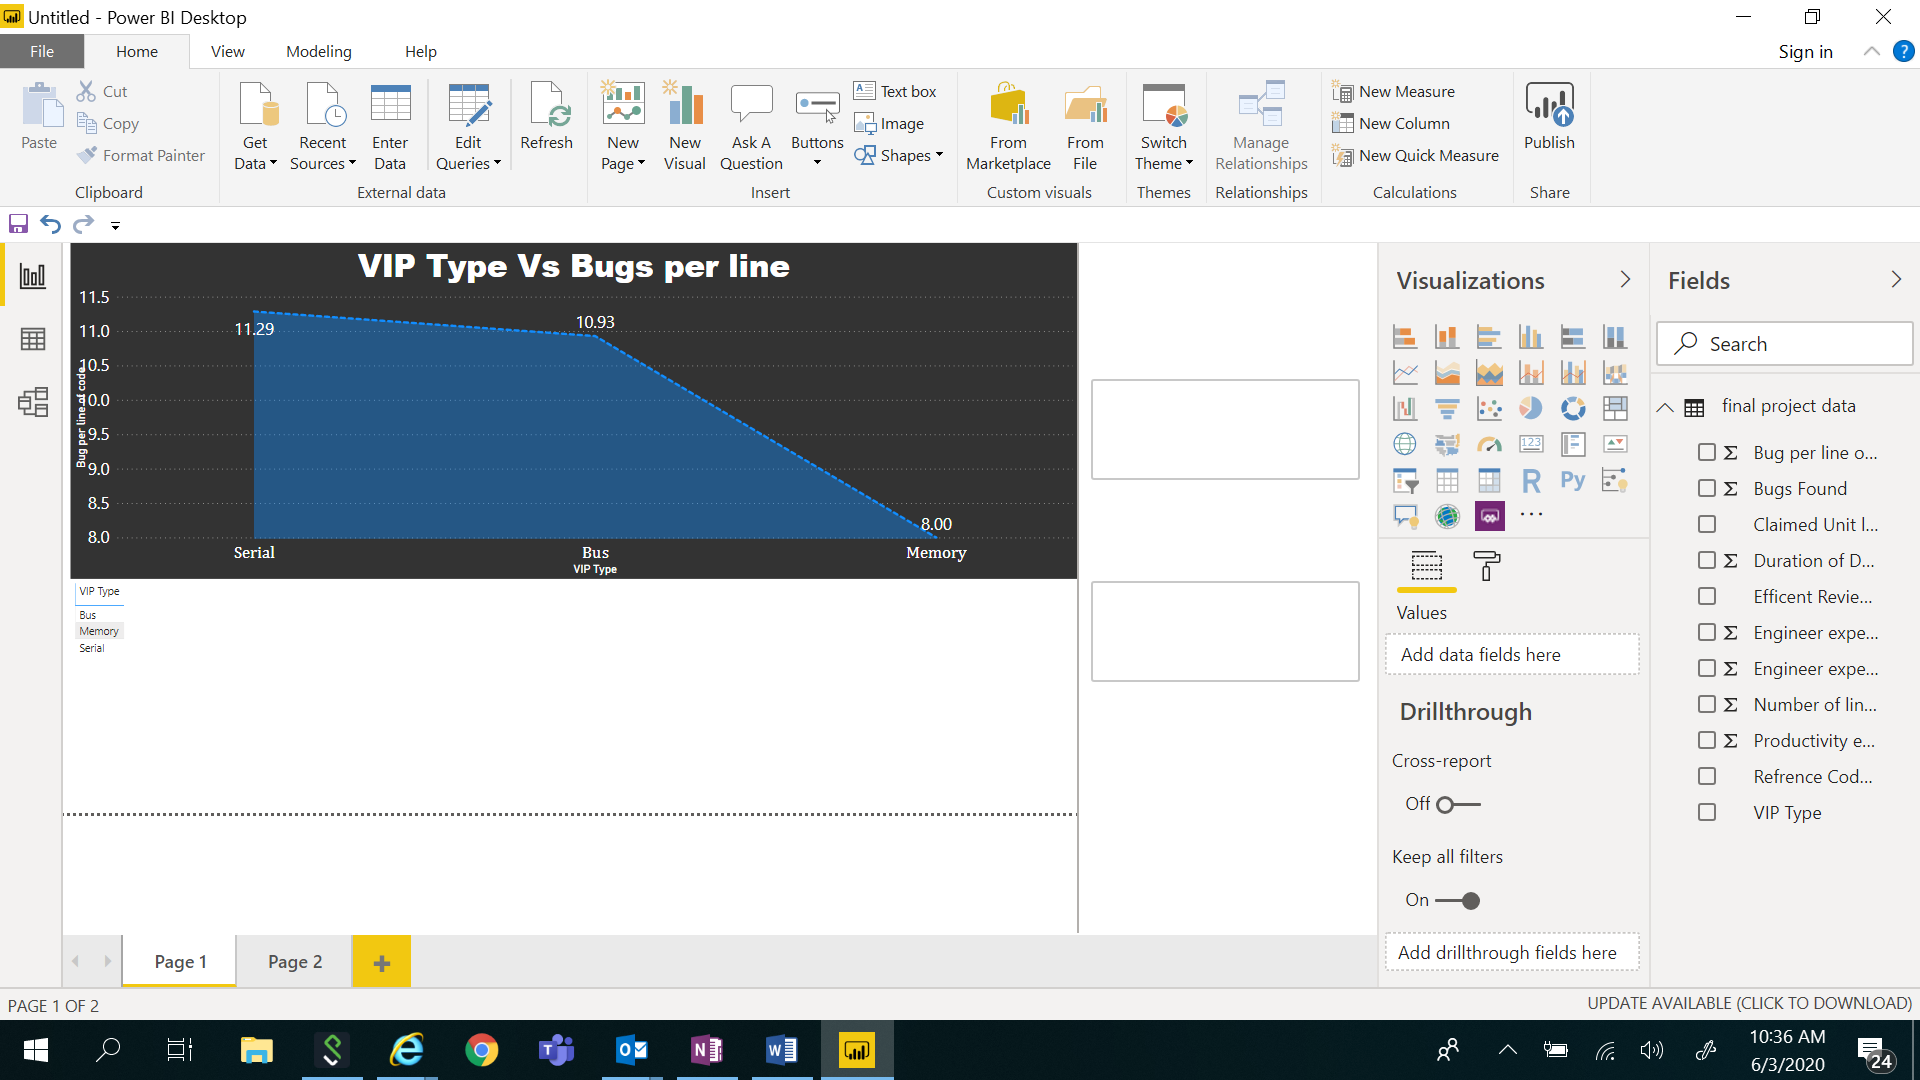 Untitled - Power BI Desktop
File Home View Modeling Help Sign in
Paste
Cut
Copy
Format Painter
Clipboard
Get Data
Recent Sources
Enter Data
Edit Queries
Refresh
External data
New Page
New Visual
Ask A Question
Buttons
Text box
Image
Shapes
Insert
From Marketplace
From File
Custom visuals
Switch Theme
Themes
Manage Relationships
Relationships
New Measure
New Column
New Quick Measure
Calculations
Publish
Share
VIP Type Vs Bugs per line
11.5
11.0
10.5
10.0
9.5
9.0
8.5
8.0
Bug per line of code
11.29
10.93
8.00
Serial Bus Memory
VIP Type
VIP Type
Bus
Memory
Serial
Visualizations
123
R Py
Values
Add data fields here
Drillthrough
Cross-report
Off
Keep all filters
On
Add drillthrough fields here
Fields
Search
final project data
Σ Bug per line o...
Σ Bugs Found
Claimed Unit l...
Σ Duration of D...
Efficent Revie...
Σ Engineer expe...
Σ Engineer expe...
Σ Number of lin...
Σ Productivity e...
Refrence Cod...
VIP Type
Page 1 Page 2 +
PAGE 1 OF 2
UPDATE AVAILABLE (CLICK TO DOWNLOAD)
10:36 AM
6/3/2020
24